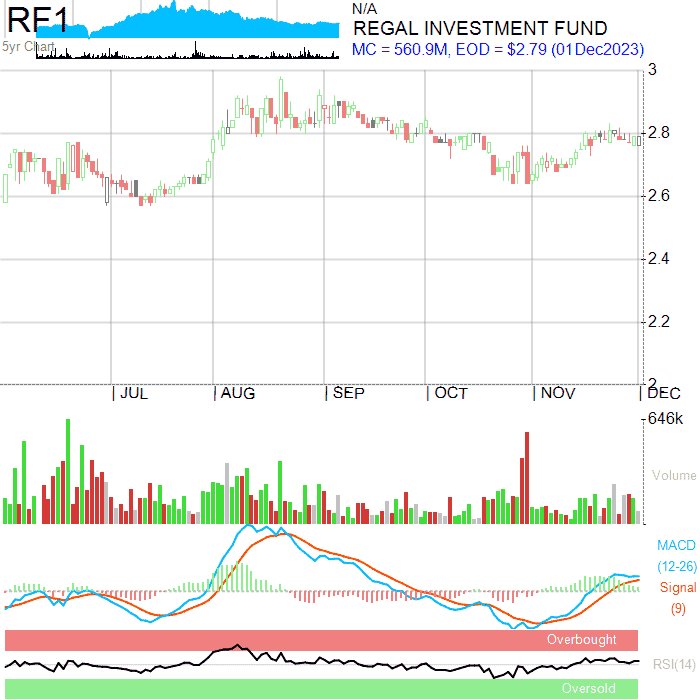 RF1
5yr Chart
N/A
REGAL INVESTMENT FUND
MC = 560.9M, EOD = $2.79 (01Dec2023)
3
2.8
2.6
2.4
2.2
2
JUL AUG SEP OCT NOV DEC
646k
Volume
MACD
(12-26)
Signal
(9)
Overbought
RSI(14)
Oversold